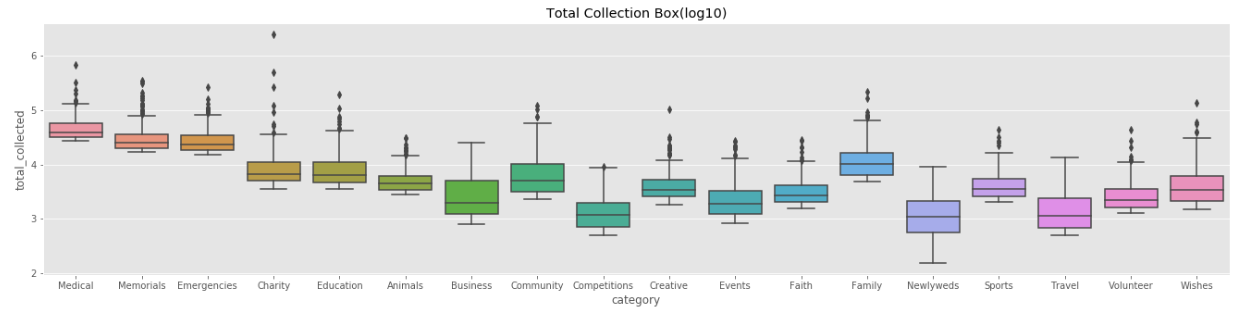 Total Collection Box(log10)
6
5
4
3
2
total_collected
Medical Memorials Emergencies Charity Education Animals Business Community Competitions Creative Events Faith Family Newlyweds Sports Travel Volunteer Wishes
category